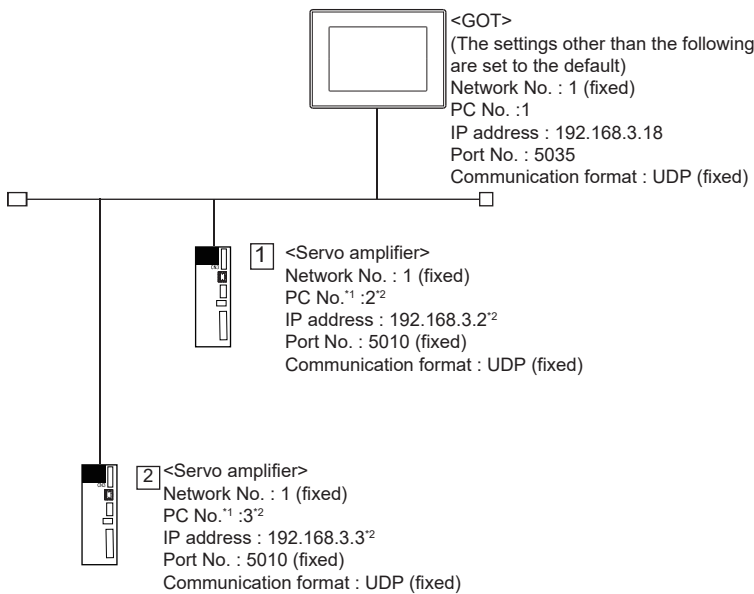 <GOT>
(The settings other than the following
are set to the default)
Network No. : 1 (fixed)
PC No. :1
IP address : 192.168.3.18
Port No. : 5035
Communication format : UDP (fixed)
1
<Servo amplifier>
Network No. : 1 (fixed)
PC No.*1 :2*2
IP address : 192.168.3.2*2
Port No. : 5010 (fixed)
Communication format : UDP (fixed)
2
<Servo amplifier>
Network No. : 1 (fixed)
PC No.*1 :3*2
IP address : 192.168.3.3*2
Port No. : 5010 (fixed)
Communication format : UDP (fixed)